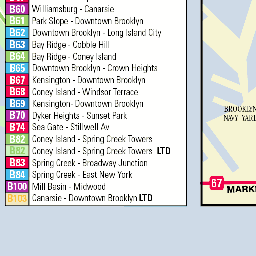 B60 Williamsburg - Canarsie
B61 Park Slope - Downtown Brooklyn
B62 Downtown Brooklyn - Long Island City
B63 Bay Ridge - Cobble Hill
B64 Bay Ridge - Coney Island
B65 Downtown Brooklyn - Crown Heights
B67 Kensington - Downtown Brooklyn
B68 Coney Island - Windsor Terrace
B69 Kensington- Downtown Brooklyn
B70 Dyker Heights - Sunset Park
B74 Sea Gate - Stillwell Av
B82 Coney Island - Spring Creek Towers
B82 Coney Island - Spring Creek Towers LTD
B83 Spring Creek - Broadway Junction
B84 Spring Creek - East New York
B100 Mill Basin - Midwood
B103 Canarsie - Downtown Brooklyn LTD
BROOKLYN
NAVY YARD
67
MARK